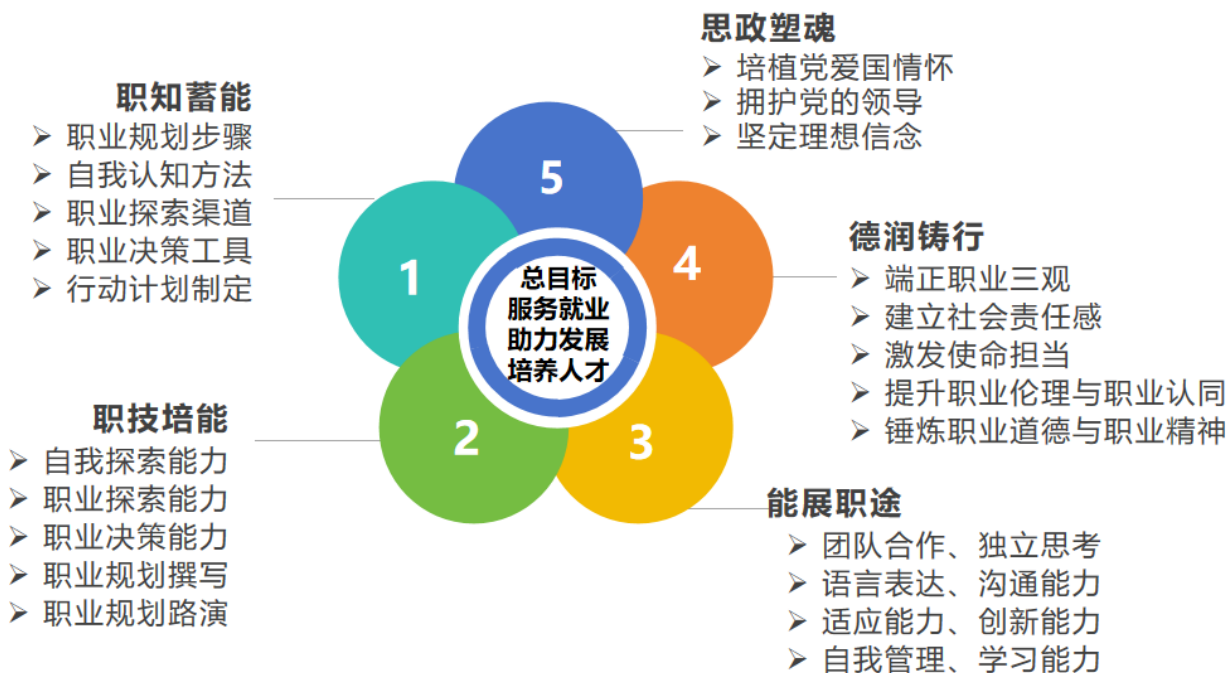 思政塑魂
➢ 培植党爱国情怀
➢ 拥护党的领导
➢ 坚定理想信念
职知蓄能
➢ 职业规划步骤
➢ 自我认知方法
➢ 职业探索渠道
➢ 职业决策工具
➢ 行动计划制定
5
1
4
总目标
服务就业
助力发展
培养人才
2
3
德润铸行
➢ 端正职业三观
➢ 建立社会责任感
➢ 激发使命担当
➢ 提升职业伦理与职业认同
➢ 锤炼职业道德与职业精神
职技培能
➢ 自我探索能力
➢ 职业探索能力
➢ 职业决策能力
➢ 职业规划撰写
➢ 职业规划路演
能展职途
➢ 团队合作、独立思考
➢ 语言表达、沟通能力
➢ 适应能力、创新能力
➢ 自我管理、学习能力